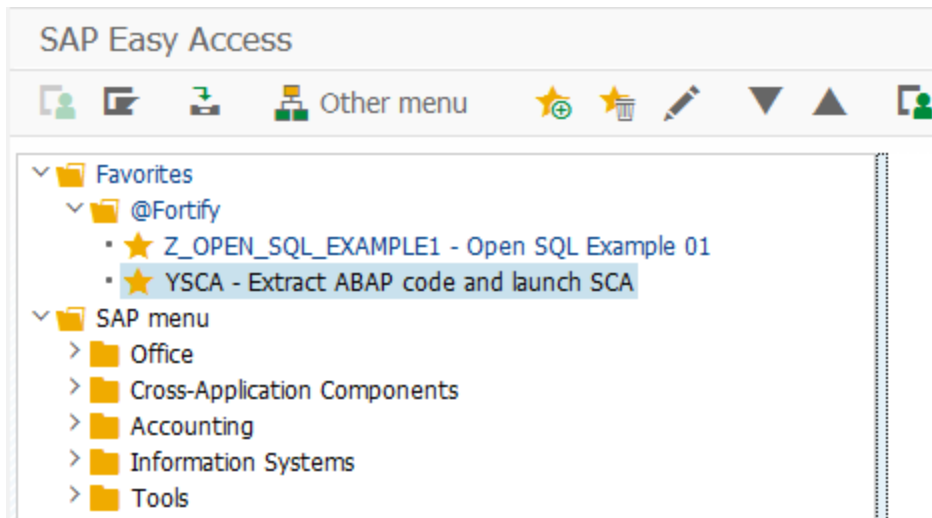 SAP Easy Access
Other menu
Favorites
@Fortify
Z_OPEN_SQL_EXAMPLE1 - Open SQL Example 01
YSCA - Extract ABAP code and launch SCA
SAP menu
Office
Cross-Application Components
Accounting
Information Systems
Tools